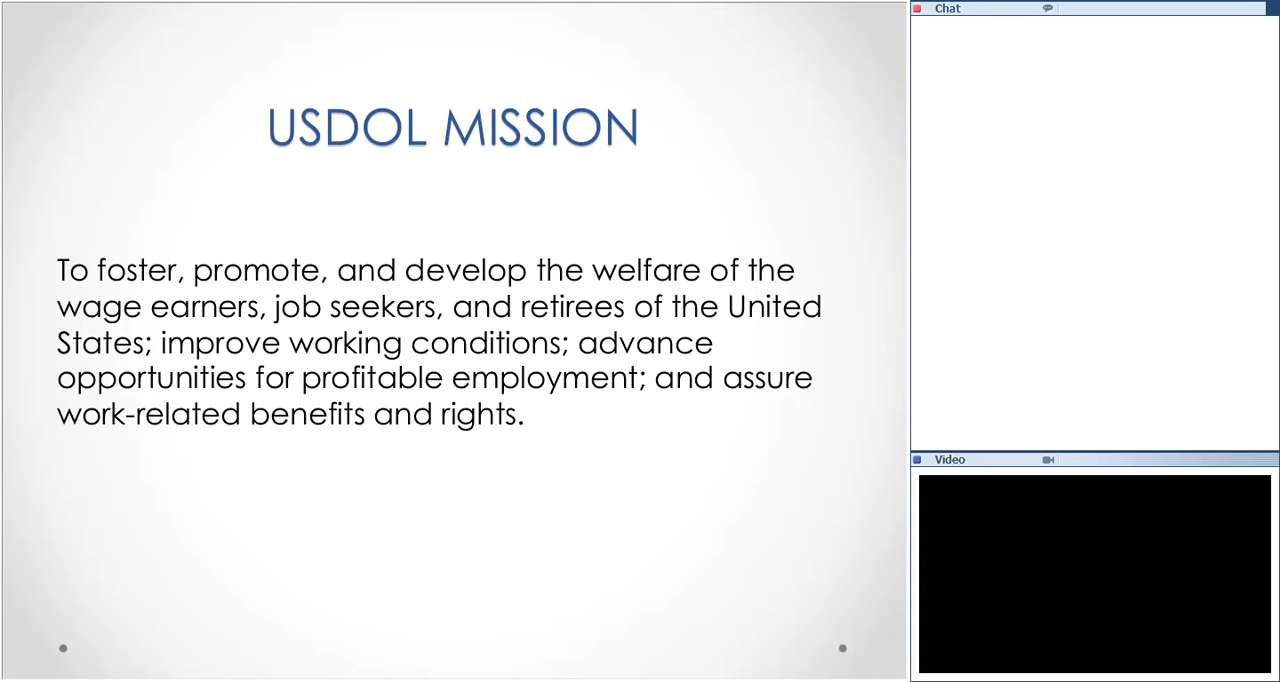 USDOL MISSION
To foster, promote, and develop the welfare of the
wage earners, job seekers, and retirees of the United
States; improve working conditions; advance
opportunities for profitable employment; and assure
work-related benefits and rights.
Chat
Video